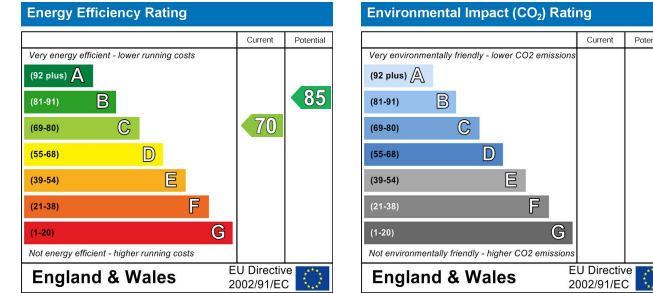 Energy Efficiency Rating
Current Potential
Very energy efficient - lower running costs
(92 plus) A
(81-91) B
(69-80) C
(55-68) D
(39-54) E
(21-38) F
(1-20) G
70
85
Not energy efficient - higher running costs
England & Wales
EU Directive
2002/91/EC
Environmental Impact (CO₂) Rating
Current Poten
Very environmentally friendly - lower CO2 emissions
(92 plus) A
(81-91) B
(69-80) C
(55-68) D
(39-54) E
(21-38) F
(1-20) G
Not environmentally friendly - higher CO2 emissions
England & Wales
EU Directive
2002/91/EC